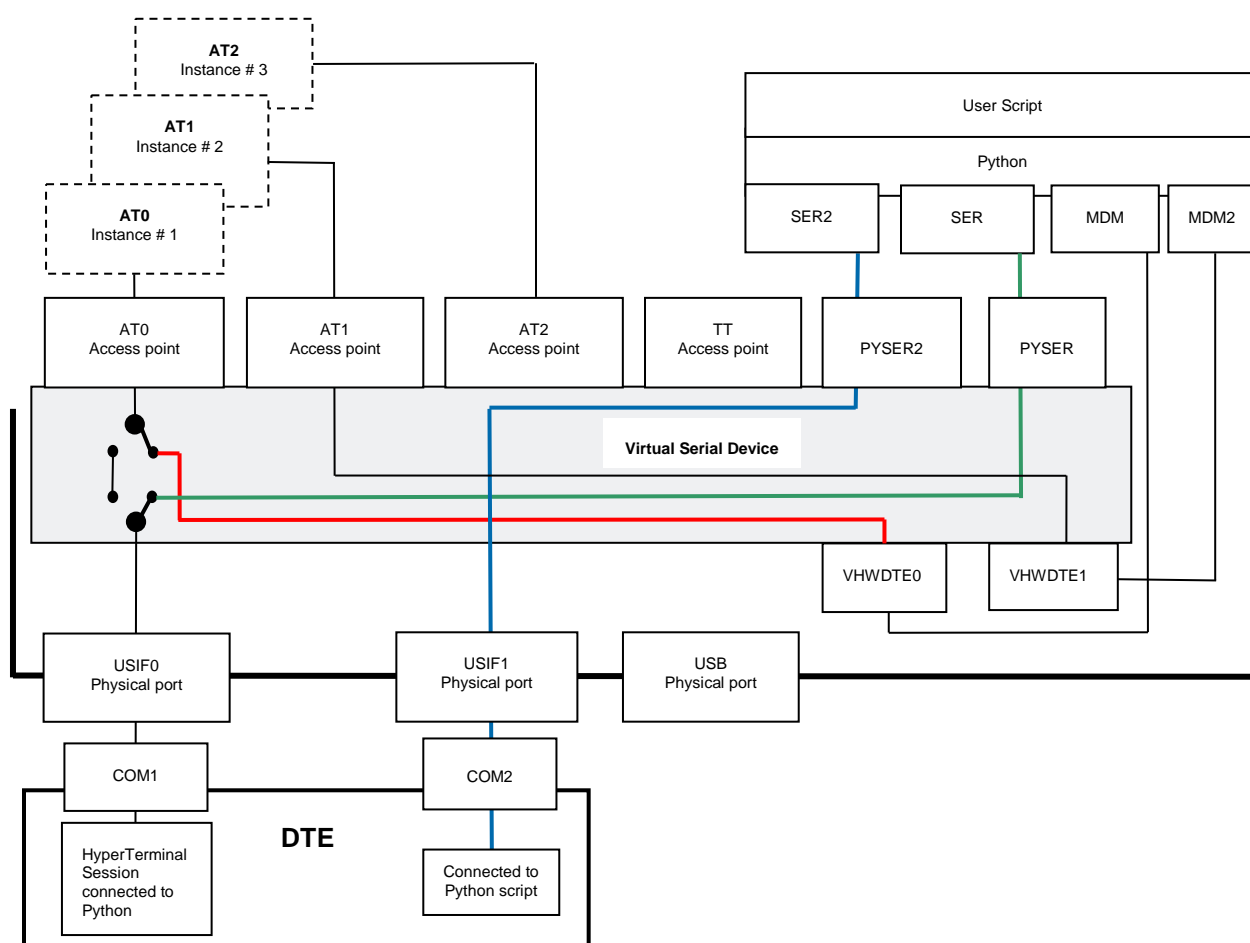 AT2
Instance # 3
AT1
Instance # 2
AT0
Instance # 1
User Script
Python
SER2
SER
MDM
MDM2
AT0
Access point
AT1
Access point
AT2
Access point
TT
Access point
PYSER2
PYSER
Virtual Serial Device
VHWDTE0
VHWDTE1
USIF0
Physical port
USIF1
Physical port
USB
Physical port
COM1
COM2
DTE
HyperTerminal
Session
connected to
Python
Connected to
Python script